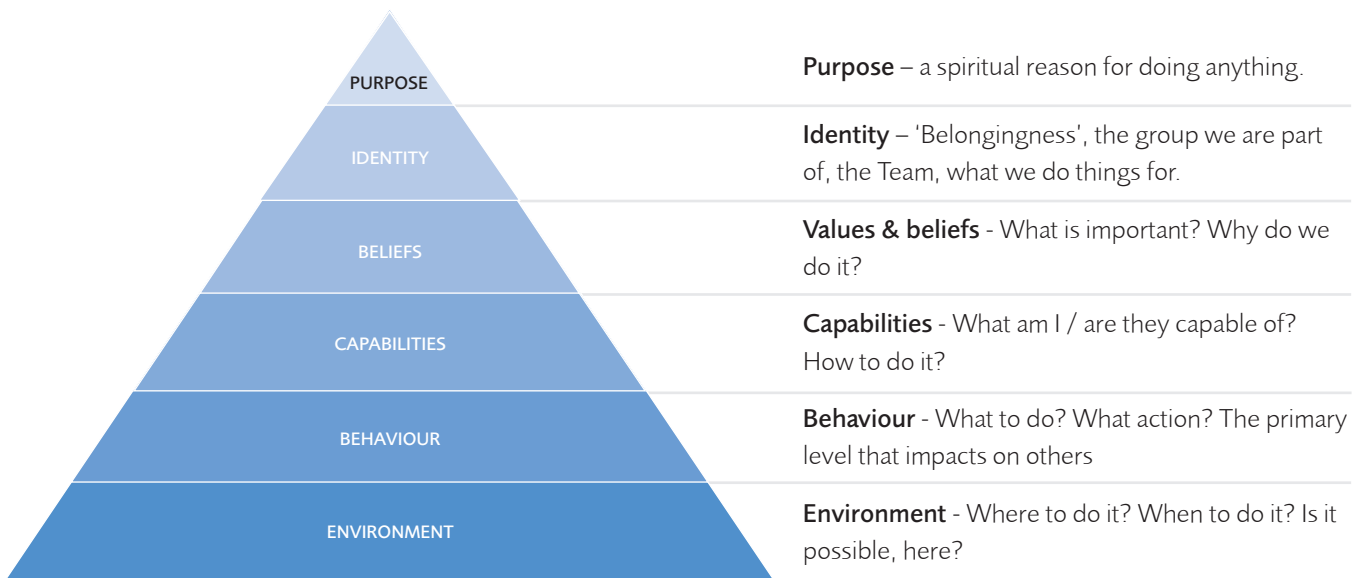 PURPOSE
Purpose – a spiritual reason for doing anything.
IDENTITY
Identity – ‘Belongingness’, the group we are part
of, the Team, what we do things for.
BELIEFS
Values & beliefs - What is important? Why do we
do it?
CAPABILITIES
Capabilities - What am I / are they capable of?
How to do it?
BEHAVIOUR
Behaviour - What to do? What action? The primary
level that impacts on others
ENVIRONMENT
Environment - Where to do it? When to do it? Is it
possible, here?